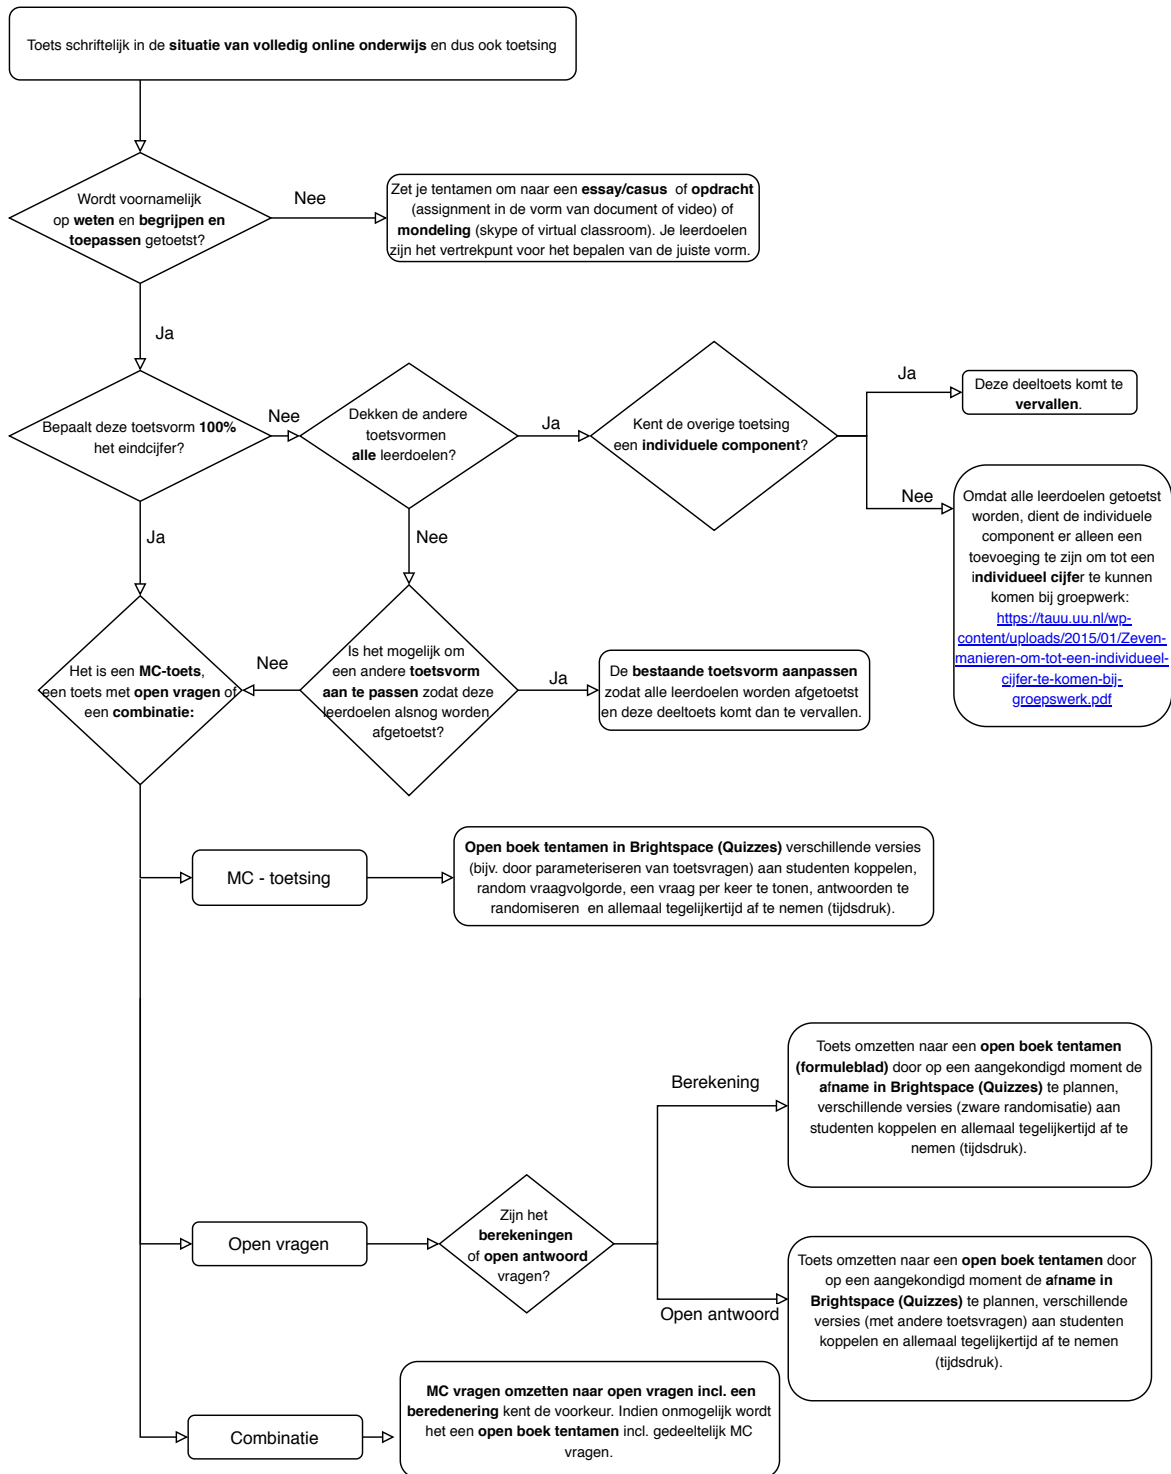 Toets schriftelijk in de situatie van volledig online onderwijs en dus ook toetsing
Wordt voornamelijk
op weten en begrijpen en
toepassen getoetst?
Nee
Zet je tentamen om naar een essay/casus of opdracht
(assignment in de vorm van document of video) of
mondeling (skype of virtual classroom). Je leerdoelen
zijn het vertrekpunt voor het bepalen van de juiste vorm.
Ja
Bepaalt deze toetsvorm 100%
het eindcijfer?
Nee
Dekken de andere
toetsvormen
alle leerdoelen?
Ja
Kent de overige toetsing
een individuele component?
Ja
Deze deeltoets komt te
vervallen.
Nee
Omdat alle leerdoelen getoetst
worden, dient de individuele
component er alleen een
toevoeging te zijn om tot een
individueel cijfer te kunnen
komen bij groepwerk:
https://tauu.uu.nl/wp-
content/uploads/2015/01/Zeven-
manieren-om-tot-een-individueel-
cijfer-te-komen-bij-
groepswerk.pdf
Ja
Nee
Het is een MC-toets,
een toets met open vragen of
een combinatie:
Nee
Is het mogelijk om
een andere toetsvorm
aan te passen zodat deze
leerdoelen alsnog worden
afgetoetst?
Ja
De bestaande toetsvorm aanpassen
zodat alle leerdoelen worden afgetoetst
en deze deeltoets komt dan te vervallen.
MC - toetsing
Open boek tentamen in Brightspace (Quizzes) verschillende versies
(bijv. door parameteriseren van toetsvragen) aan studenten koppelen,
random vraagvolgorde, een vraag per keer te tonen, antwoorden te
randomiseren en allemaal tegelijkertijd af te nemen (tijdsdruk).
Open vragen
Zijn het
berekeningen
of open antwoord
vragen?
Berekening
Toets omzetten naar een open boek tentamen
(formuleblad) door op een aangekondigd moment de
afname in Brightspace (Quizzes) te plannen,
verschillende versies (zware randomisatie) aan
studenten koppelen en allemaal tegelijkertijd af te
nemen (tijdsdruk).
Open antwoord
Toets omzetten naar een open boek tentamen door
op een aangekondigd moment de afname in
Brightspace (Quizzes) te plannen, verschillende
versies (met andere toetsvragen) aan studenten
koppelen en allemaal tegelijkertijd af te nemen
(tijdsdruk).
Combinatie
MC vragen omzetten naar open vragen incl. een
beredenering kent de voorkeur. Indien onmogelijk wordt
het een open boek tentamen incl. gedeeltelijk MC
vragen.